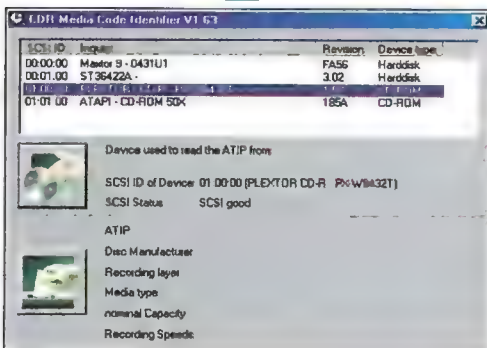 CDR Media Code Identifier V1.63
SCSI ID Inquiry Revision Device type
00:00:00 Maxtor 9 - 0431U1 FA56 Harddisk
00:01:00 ST36422A - 3.02 Harddisk
01:01:00 ATAPI - CD-ROM 50X 185A CD-ROM
Device used to read the ATIP from:
SCSI ID of Device: 01:00:00 (PLEXTOR CD-R PX-W8432T)
SCSI Status SCSI good
ATIP
Disc Manufacturer
Recording layer
Media type
nominal Capacity
Recording Speeds